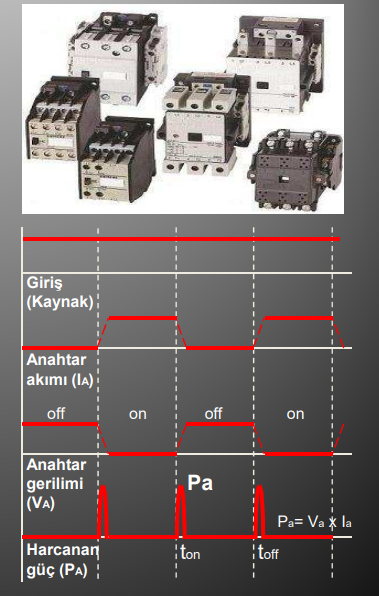 Giriş
(Kaynak)
Anahtar
akımı (IA)
off on off on
Anahtar
gerilimi
(VA)
Pa
Pa= Va x Ia
Harcanan
güç (PA)
ton
toff